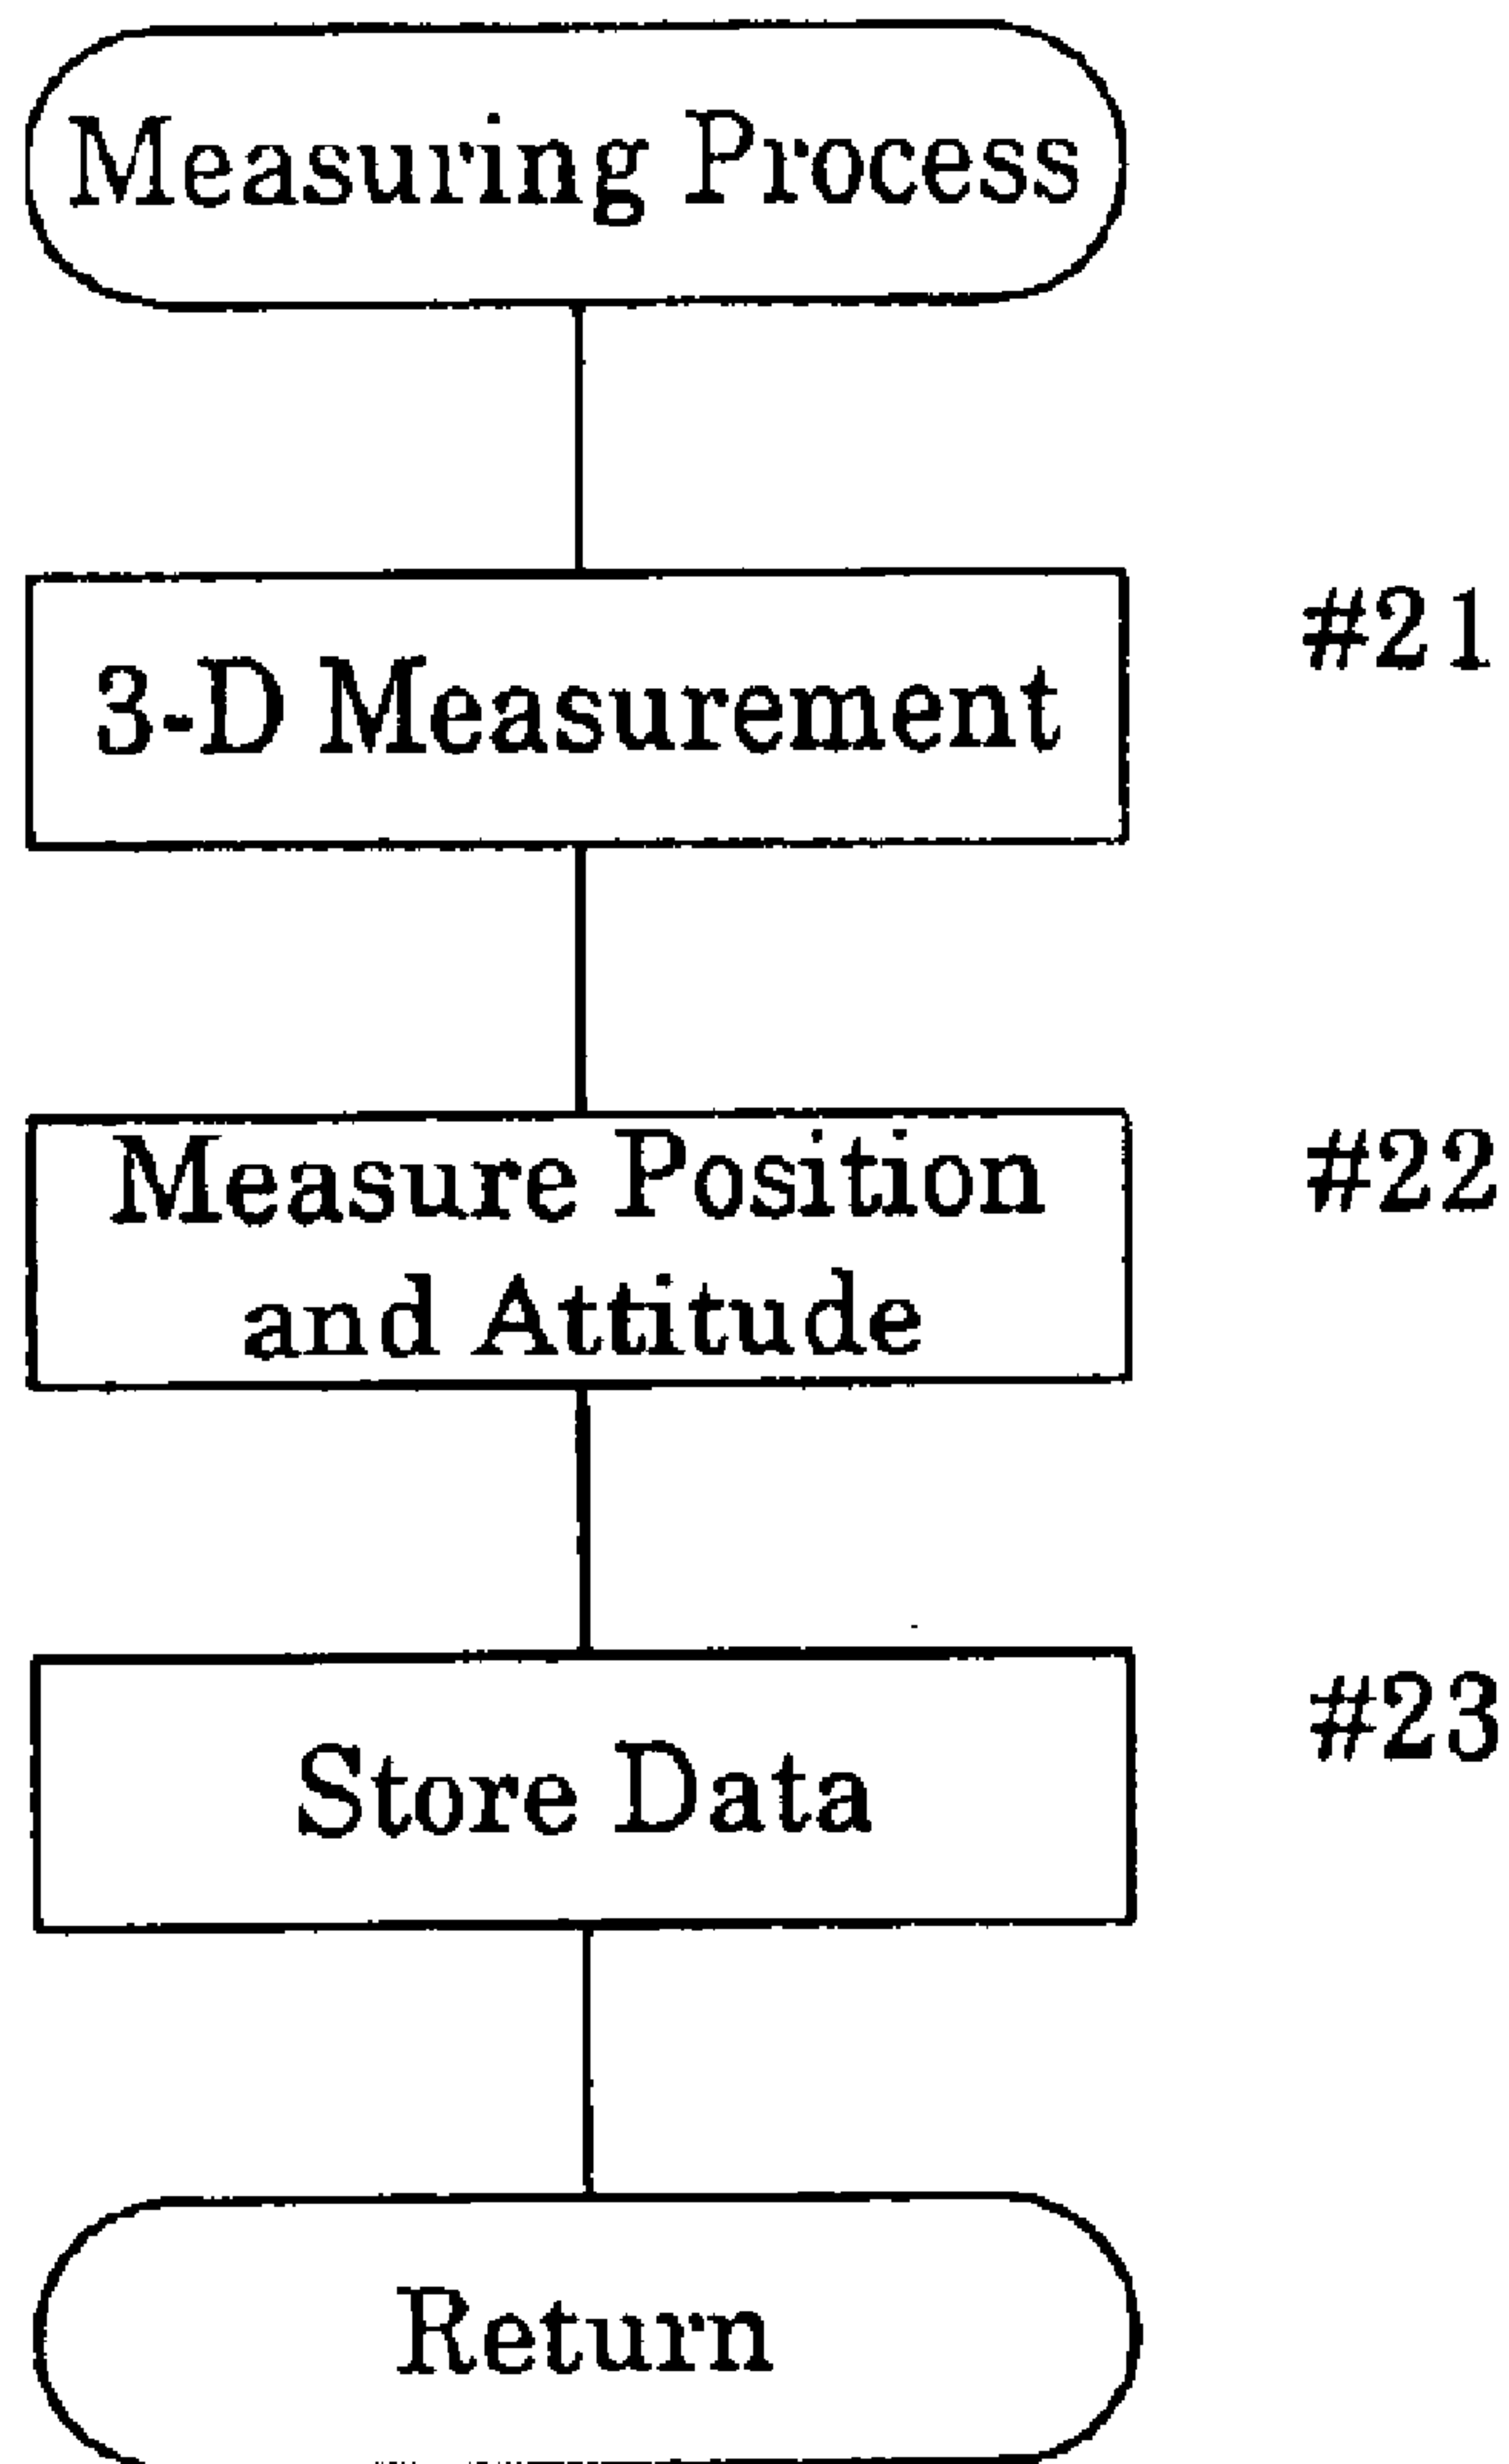 Measuring Process
3-D Measurement
#21
Measure Position
#22
and Attitude
#23
Store Data
Return